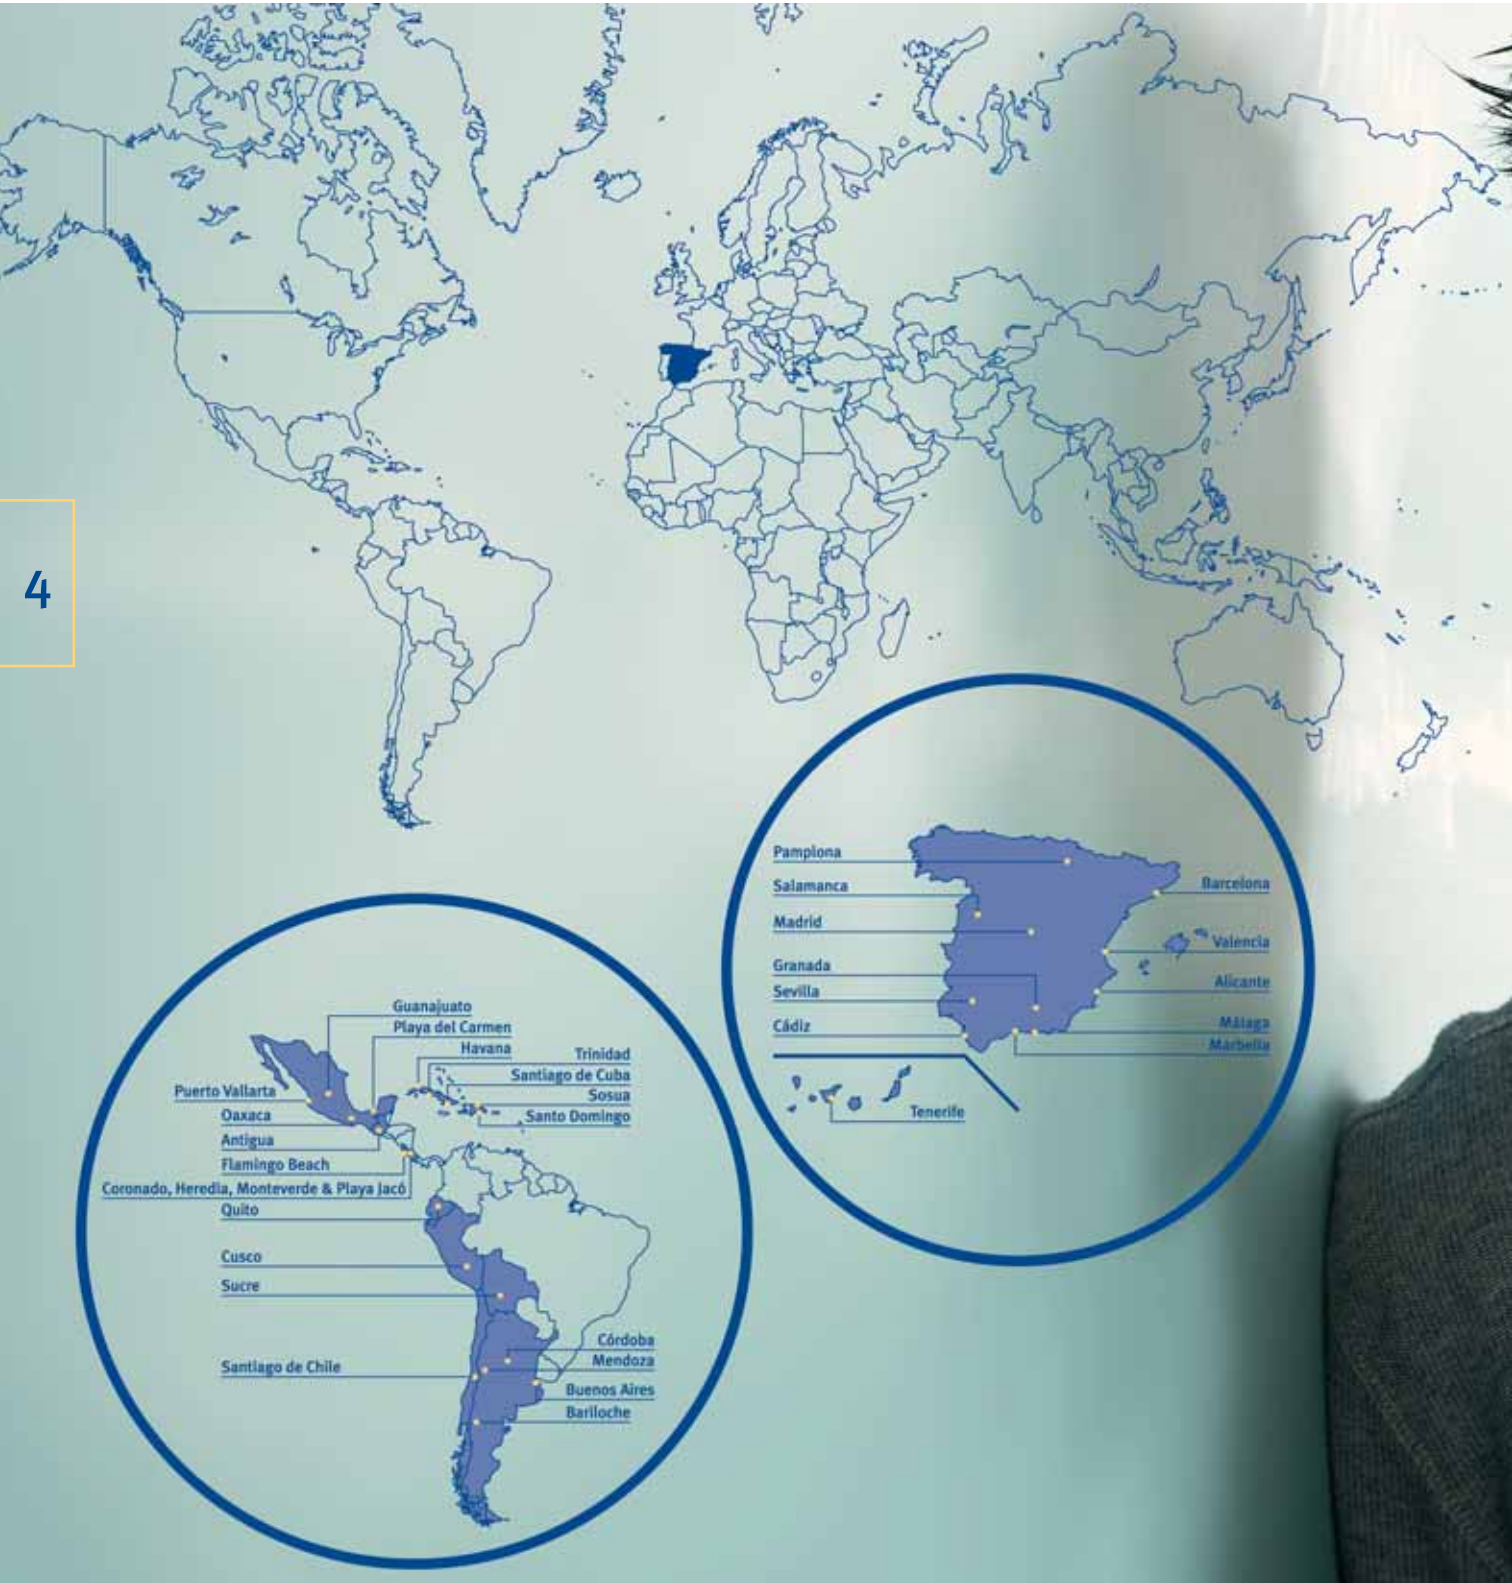 4
Pamplona
Salamanca
Madrid
Granada
Sevilla
Cádiz
Barcelona
Valencia
Alicante
Málaga
Marbella
Tenerife
Guanajuato
Playa del Carmen
Havana
Trinidad
Santiago de Cuba
Sosua
Santo Domingo
Puerto Vallarta
Oaxaca
Antigua
Flamingo Beach
Coronado, Heredia, Monteverde & Playa Jacó
Quito
Cusco
Sucre
Santiago de Chile
Córdoba
Mendoza
Buenos Aires
Bariloche